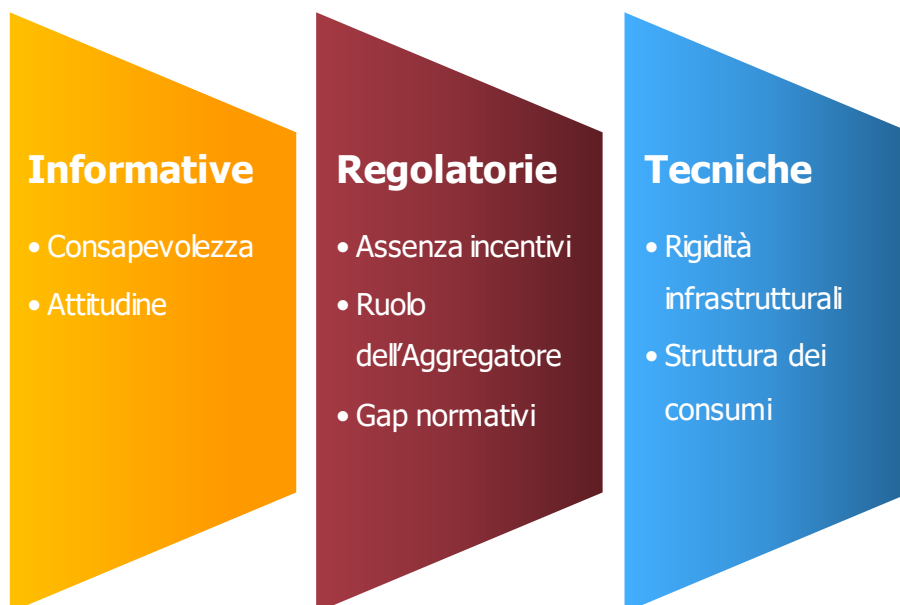 Informative
• Consapevolezza
• Attitudine
Regolatorie
• Assenza incentivi
• Ruolo
dell'Aggregatore
• Gap normativi
Tecniche
• Rigidità
infrastrutturali
• Struttura dei
consumi